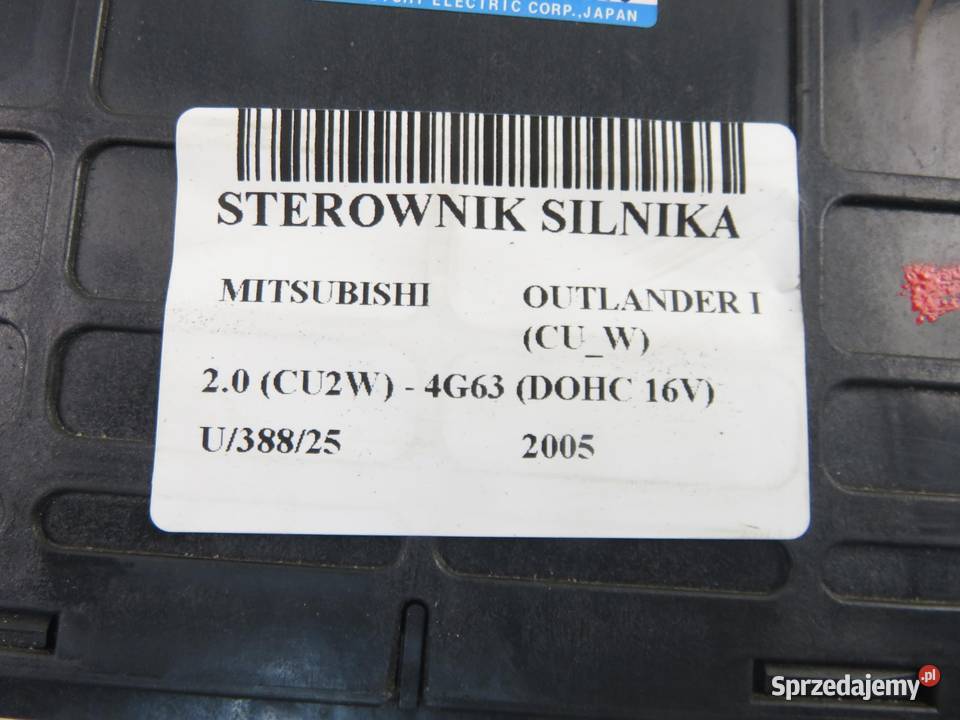 ELECTRIC CORP.,JAPAN
STEROWNIK SILNIKA
MITSUBISHI
OUTLANDER I
(CU_W)
2.0 (CU2W) - 4G63 (DOHC 16V)
U/388/25
2005
Sprzedajemy.pl